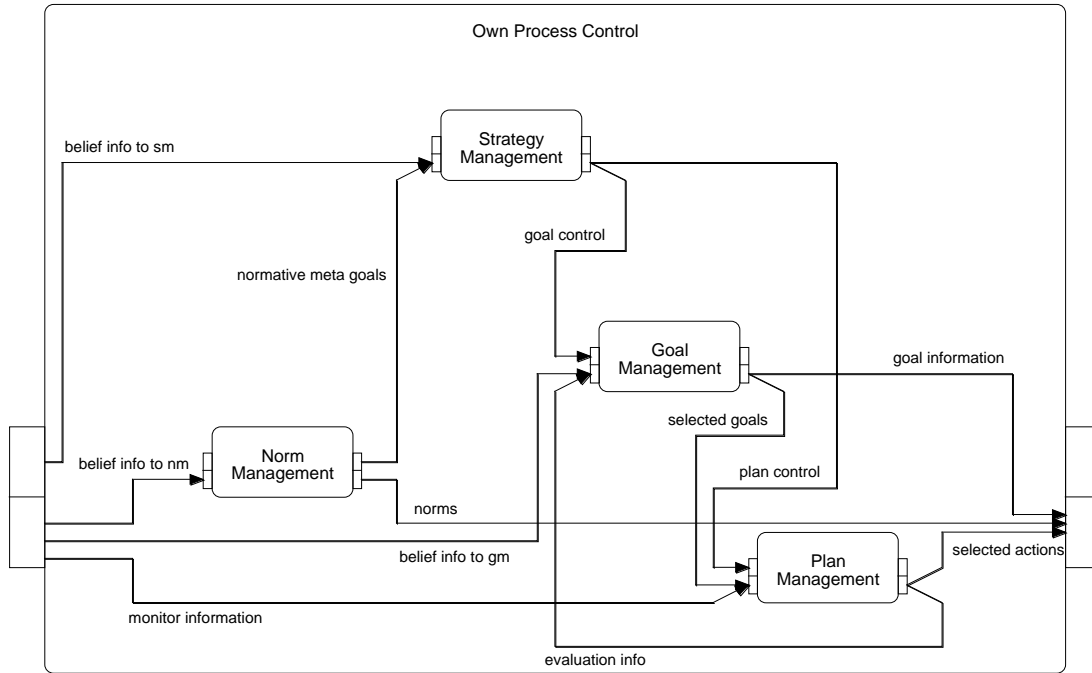 Own Process Control
Strategy
Management
belief info to sm
goal control
normative meta goals
Goal
Management
goal information
selected goals
Norm
Management
belief info to nm
plan control
norms
belief info to gm
selected actions
Plan
Management
monitor information
evaluation info